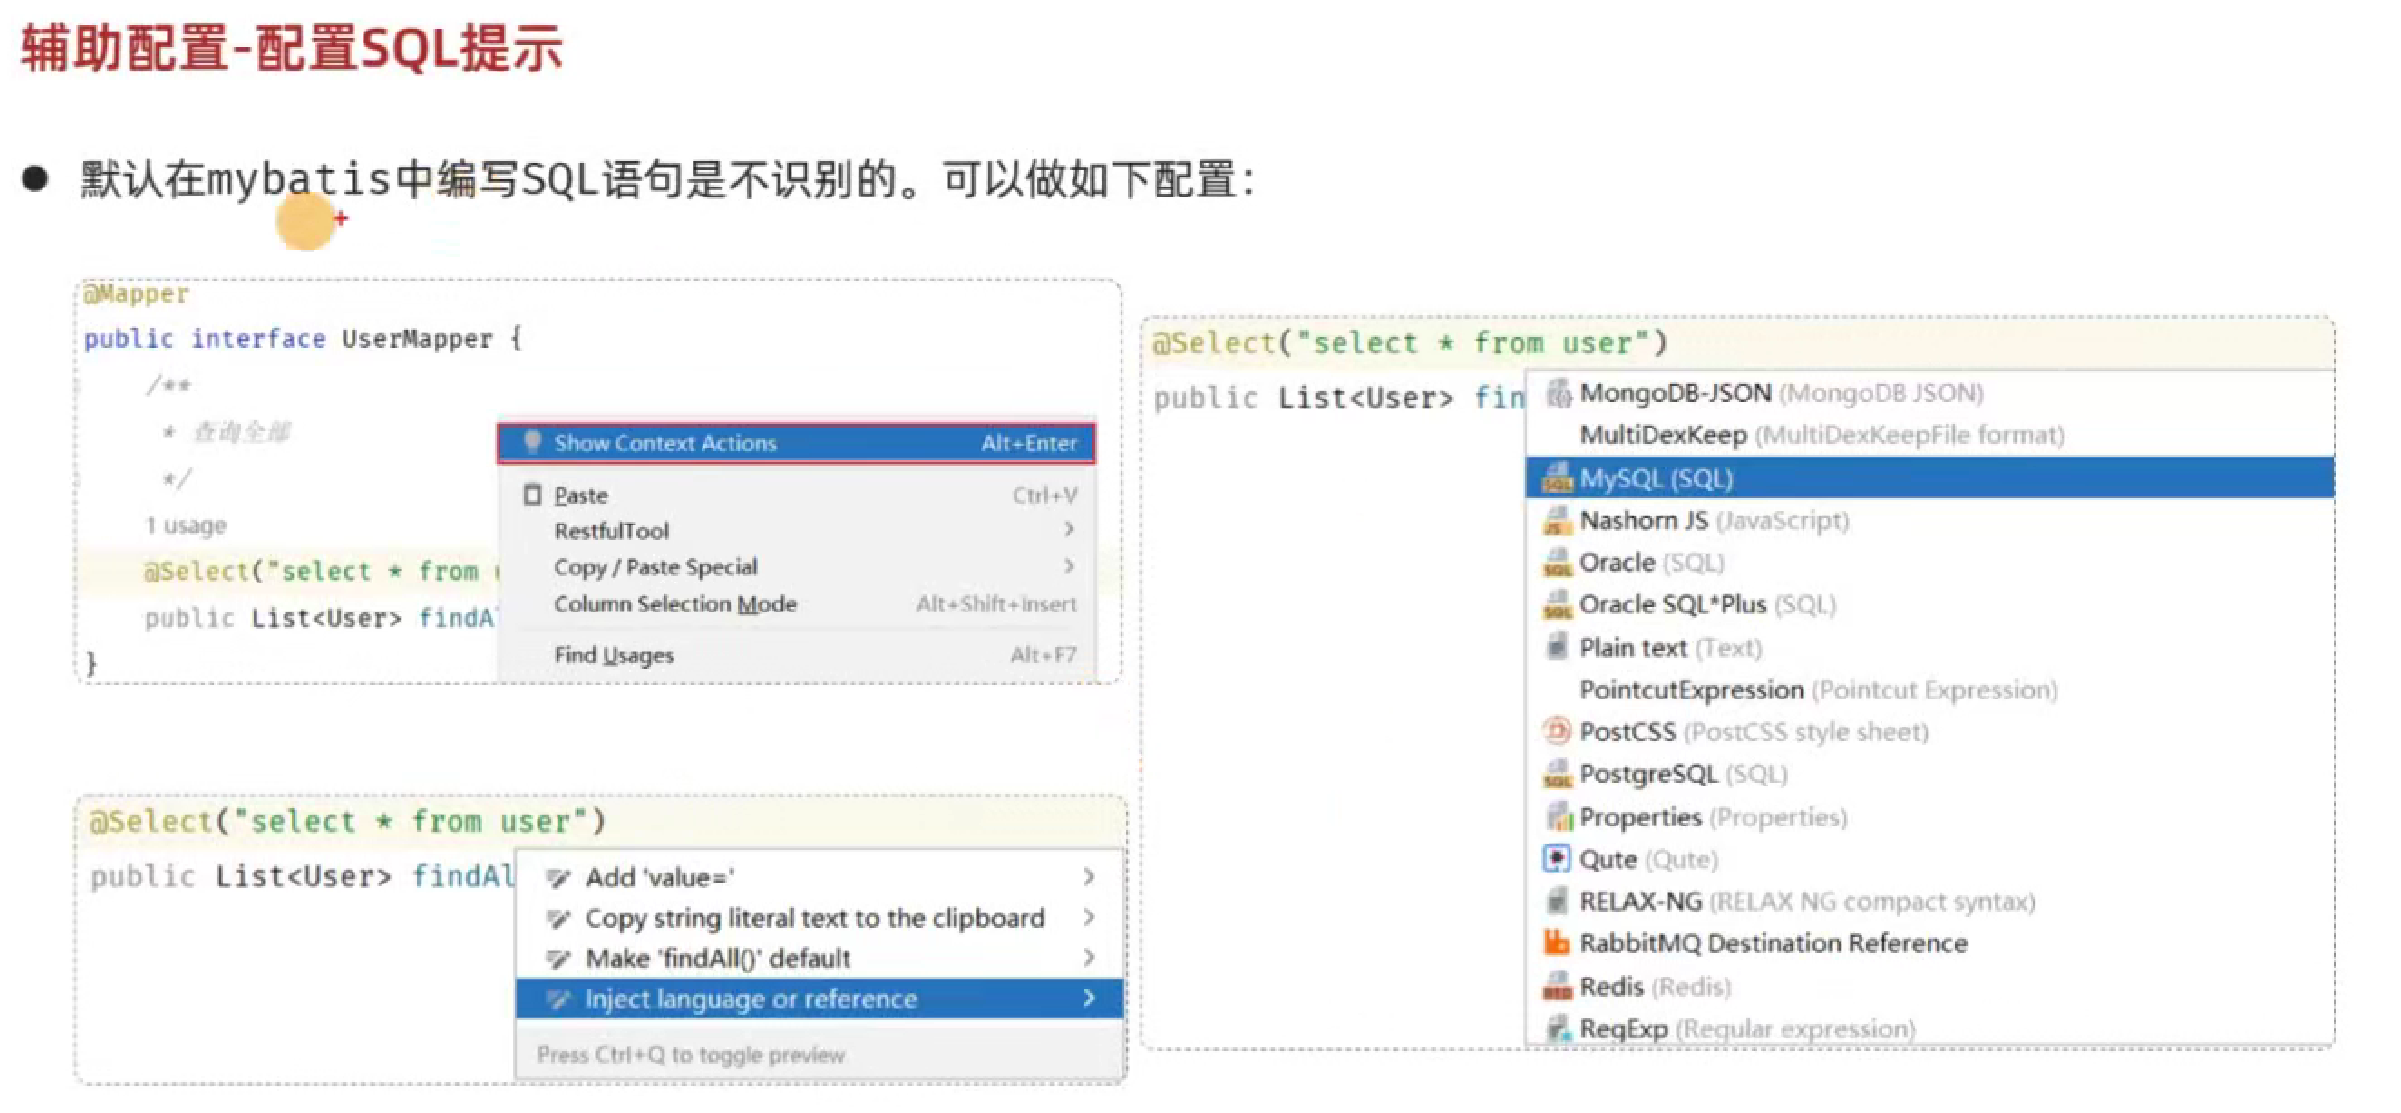 辅助配置-配置SQL提示
● 默认在mybatis中编写SQL语句是不识别的。可以做如下配置：
@Mapper
public interface UserMapper {
/**
* 查询全部
*/
1 usage
@Select("select * from u
public List<User> findAl
}
Show Context Actions Alt+Enter
Paste Ctrl+V
RestfulTool
Copy / Paste Special
Column Selection Mode Alt+Shift+Insert
Find Usages Alt+F7
@Select("select * from user")
public List<User> findAl
Add 'value='
Copy string literal text to the clipboard
Make 'findAll()' default
Inject language or reference
Press Ctrl+Q to toggle preview
@Select("select * from user")
public List<User> fin
MongoDB-JSON (MongoDB JSON)
MultiDexKeep (MultiDexKeepFile format)
MySQL (SQL)
Nashorn JS (JavaScript)
Oracle (SQL)
Oracle SQL*Plus (SQL)
Plain text (Text)
PointcutExpression (Pointcut Expression)
PostCSS (PostCSS style sheet)
PostgreSQL (SQL)
Properties (Properties)
Qute (Qute)
RELAX-NG (RELAX NG compact syntax)
RabbitMQ Destination Reference
Redis (Redis)
RegExp (Regular expression)